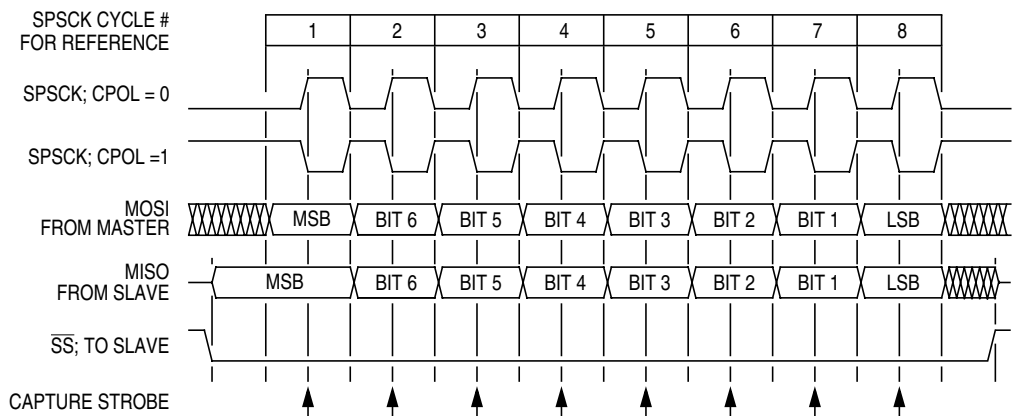 SPSCK CYCLE #
FOR REFERENCE
1 2 3 4 5 6 7 8
SPSCK; CPOL = 0
SPSCK; CPOL =1
MOSI
FROM MASTER
MSB BIT 6 BIT 5 BIT 4 BIT 3 BIT 2 BIT 1 LSB
MISO
FROM SLAVE
MSB BIT 6 BIT 5 BIT 4 BIT 3 BIT 2 BIT 1 LSB
S̅S̅; TO SLAVE
CAPTURE STROBE